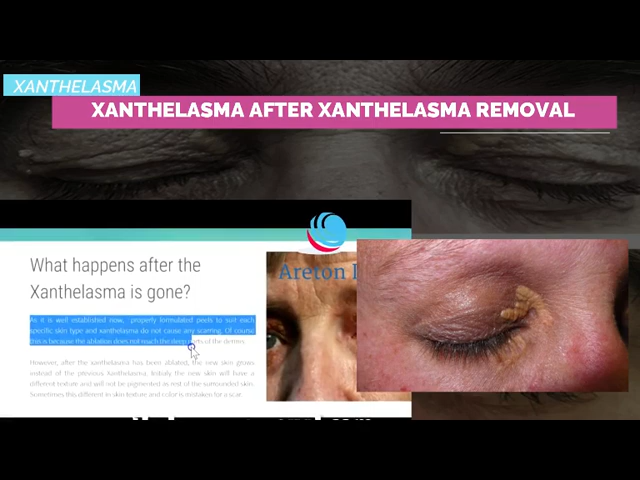 XANTHELASMA
XANTHELASMA AFTER XANTHELASMA REMOVAL
What happens after the
Xanthelasma is gone?
Areton
As it is well established now, properly formulated peels to suit each
specific skin type and xanthelasma do not cause any scarring. Of course
this is because the ablation does not reach the deep parts of the dermis.
However, after the xanthelasma has been ablated, the new skin grows
instead of the previous Xanthelasma. Initially the new skin will have a
different texture and will not be pigmented as rest of the surrounded skin.
Sometimes this different in skin texture and color is mistaken for a scar.